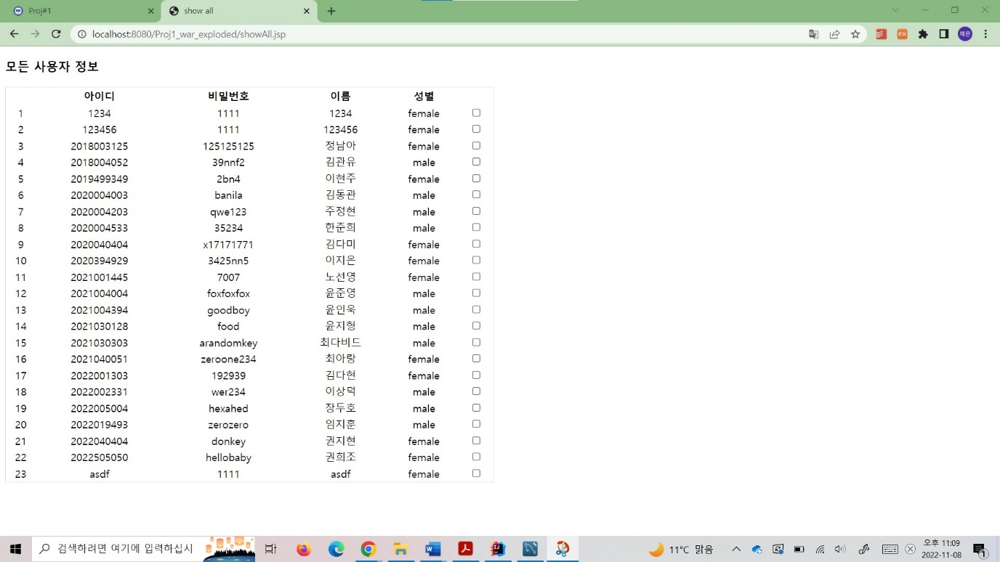 Proj#1
show all
localhost:8080/Proj1_war_exploded/showAll.jsp
EX
채은
모든 사용자 정보
아이디 비밀번호 이름 성별
1 1234 1111 1234 female
2 123456 1111 123456 female
3 2018003125 125125125 정남아 female
4 2018004052 39nnf2 김관유 male
5 2019499349 2bn4 이현주 female
6 2020004003 banila 김동관 male
7 2020004203 qwe123 주정현 male
8 2020004533 35234 한준희 male
9 2020040404 x17171771 김다미 female
10 2020394929 3425nn5 이지은 female
11 2021001445 7007 노선영 female
12 2021004004 foxfoxfox 윤준영 male
13 2021004394 goodboy 윤인욱 male
14 2021030128 food 윤지형 male
15 2021030303 arandomkey 최다비드 male
16 2021040051 zeroone234 최아랑 female
17 2022001303 192939 김다현 female
18 2022002331 wer234 이상덕 male
19 2022005004 hexahed 장두호 male
20 2022019493 zerozero 임지훈 male
21 2022040404 donkey 권지현 female
22 2022505050 hellobaby 권희조 female
23 asdf 1111 asdf female
검색하려면 여기에 입력하십시
11°C 맑음
오후 11:09
2022-11-08
1